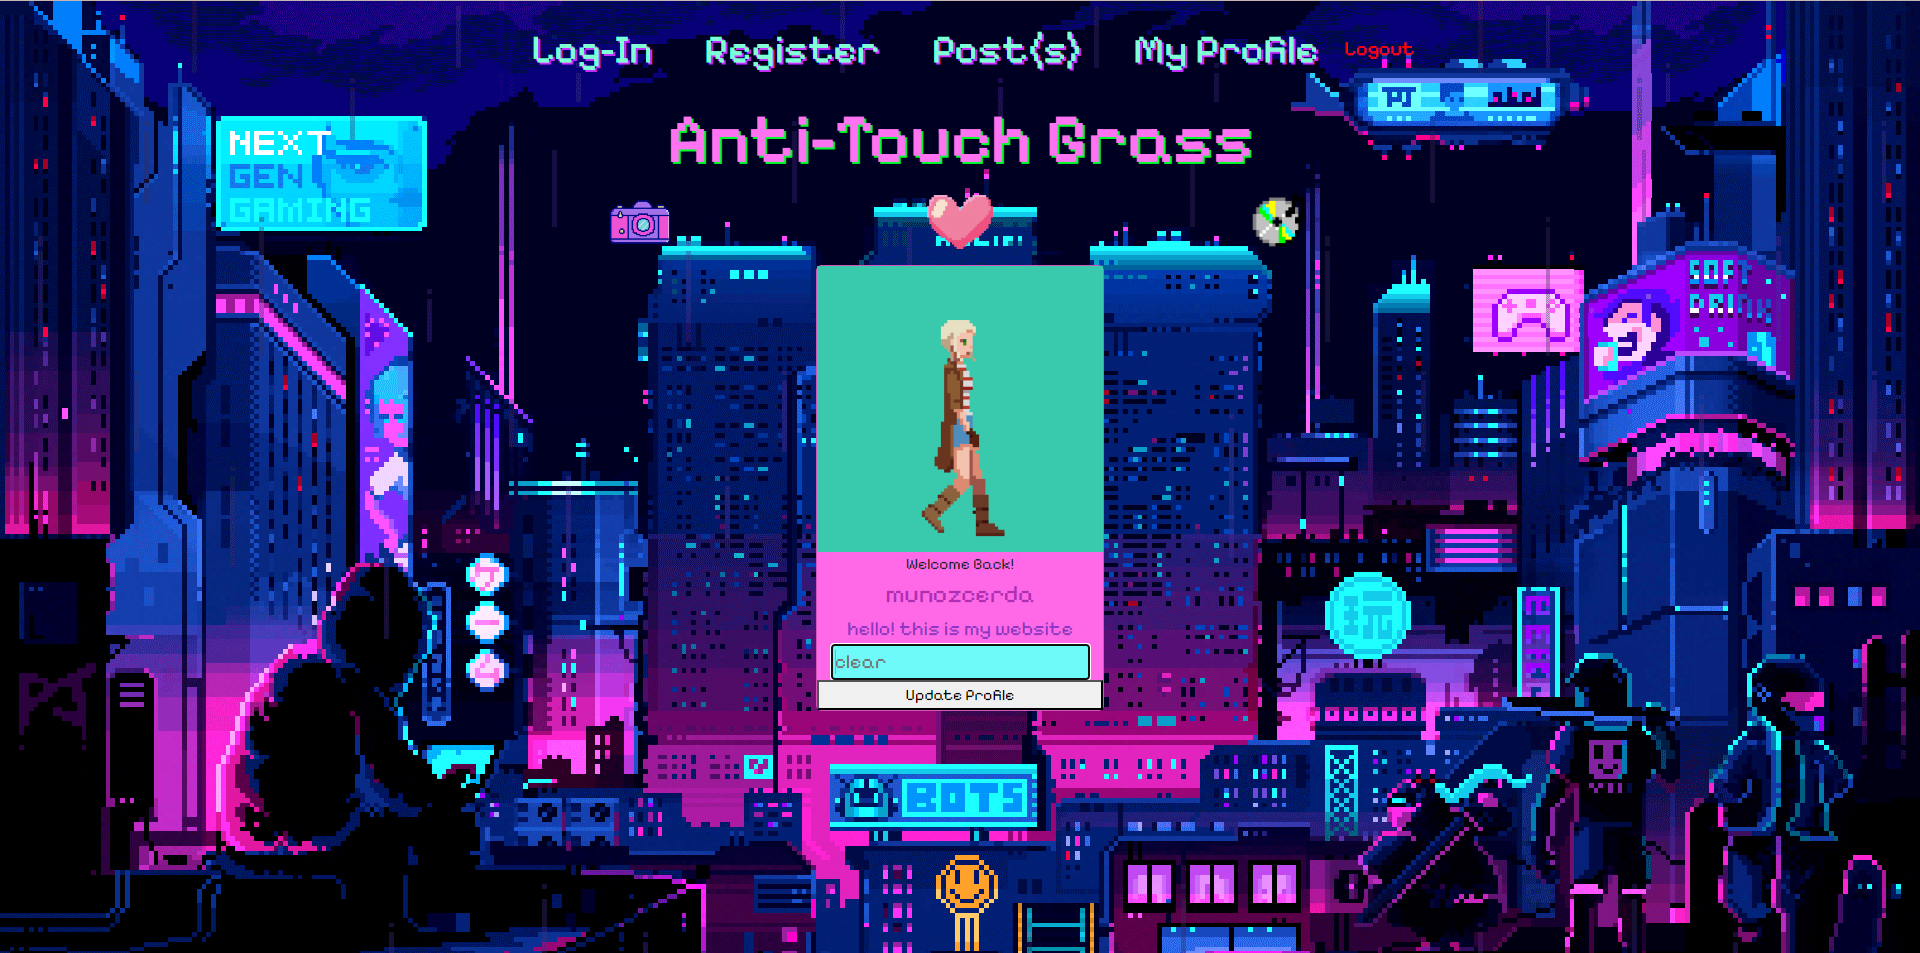 Log-In Register Post(s) My Profile Logout
Anti-Touch Grass
NEXT
GEN
GAMING
SOFT
DRINK
Welcome Back!
munozcerda
hello! this is my website
clear
Update Profile
BOTS